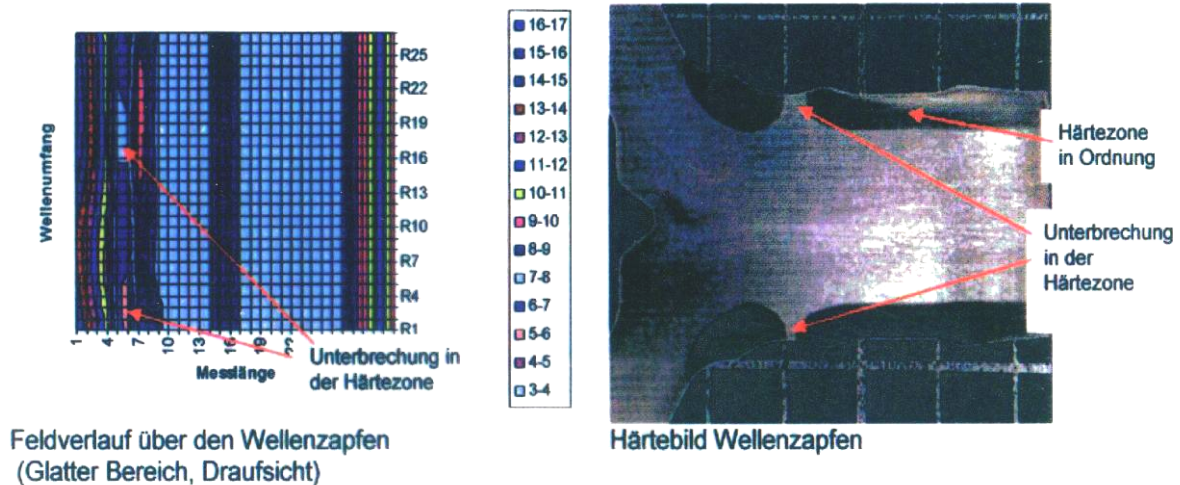 Wellenumfang
R25
R22
R19
R16
R13
R10
R7
R4
R1
1
4
7
10
13
16
19
22
Messlänge
Unterbrechung in
der Härtezone
16-17
15-16
14-15
13-14
12-13
11-12
10-11
9-10
8-9
7-8
6-7
5-6
4-5
3-4
Härtezone
in Ordnung
Unterbrechung
in der
Härtezone
Feldverlauf über den Wellenzapfen
(Glatter Bereich, Draufsicht)
Härtebild Wellenzapfen